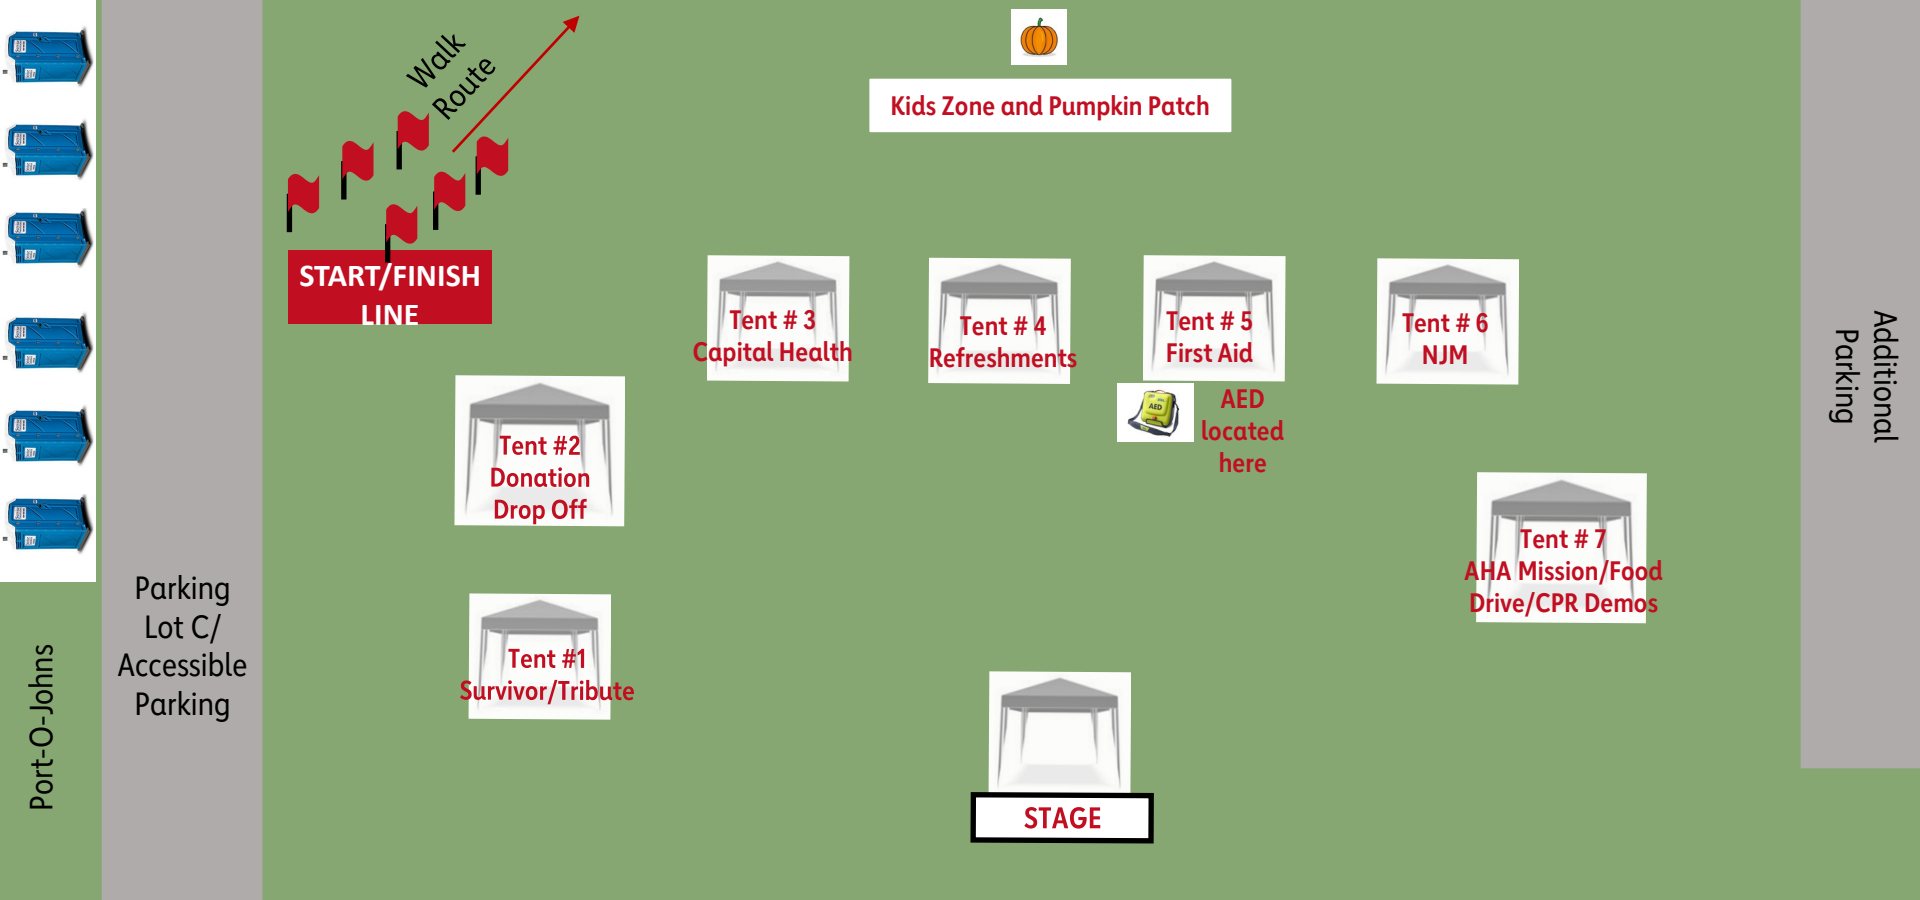 Walk
Route
Kids Zone and Pumpkin Patch
START/FINISH
LINE
Tent # 3
Capital Health
Tent # 4
Refreshments
Tent # 5
First Aid
Tent # 6
NJM
AED
AED
located
here
Additional
Parking
Tent #2
Donation
Drop Off
Tent # 7
AHA Mission/Food
Drive/CPR Demos
Parking
Lot C/
Accessible
Parking
Port-O-Johns
Tent #1
Survivor/Tribute
STAGE